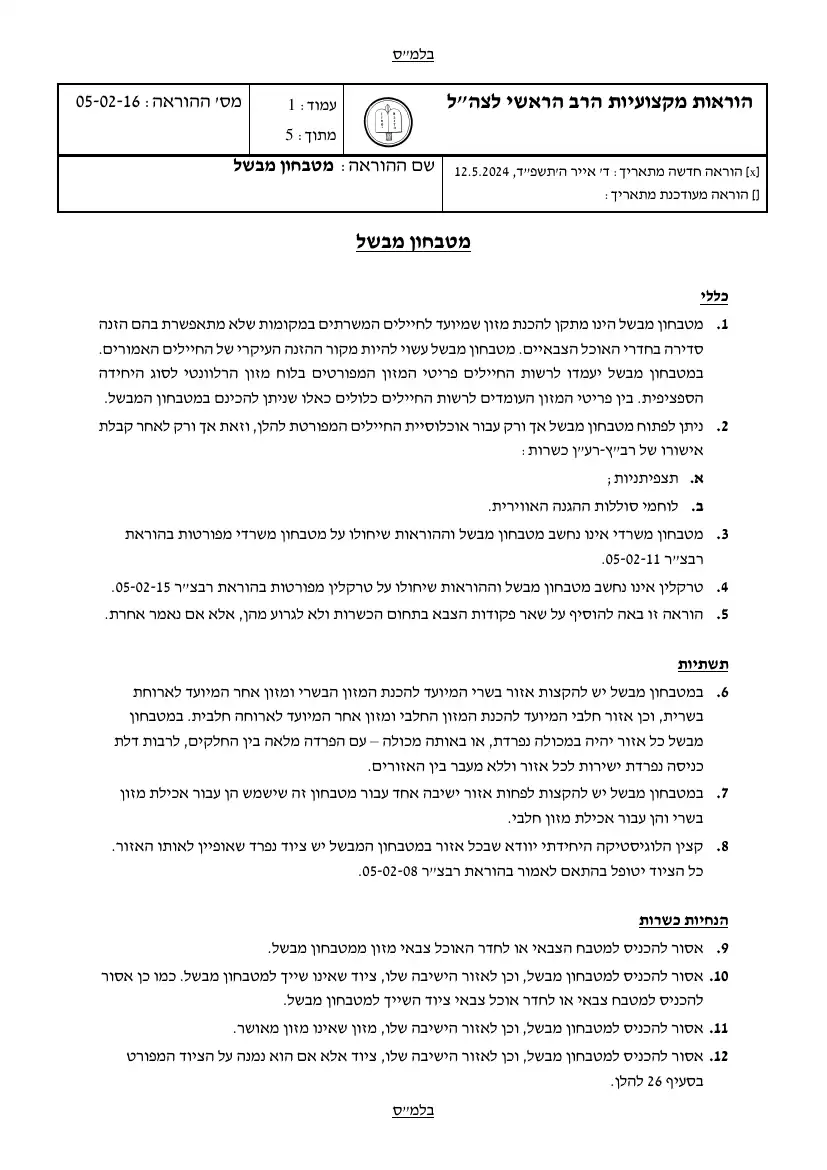 בלמ"ס
הוראות מקצועיות הרב הראשי לצה"ל
עמוד: 1
מתוך: 5
מס' ההוראה: 05-02-16
[x] הוראה חדשה מתאריך: ד' אייר ה'תשפ"ד, 12.5.2024
[] הוראה מעודכנת מתאריך:
שם ההוראה: מטבחון מבשל
מטבחון מבשל
כללי
1. מטבחון מבשל הינו מתקן להכנת מזון שמיועד לחיילים המשרתים במקומות שלא מתאפשרת בהם הזנה
סדירה בחדרי האוכל הצבאיים. מטבחון מבשל עשוי להיות מקור ההזנה העיקרי של החיילים האמורים.
במטבחון מבשל יעמדו לרשות החיילים פריטי המזון המפורטים בלוח מזון הרלוונטי לסוג היחידה
הספציפית. בין פריטי המזון העומדים לרשות החיילים כלולים כאלו שניתן להכינם במטבחון המבשל.
2. ניתן לפתוח מטבחון מבשל אך ורק עבור אוכלוסיית החיילים המפורטת להלן, וזאת אך ורק לאחר קבלת
אישורו של רב"ץ-רע"ן כשרות:
א. תצפיתניות;
ב. לוחמי סוללות ההגנה האווירית.
3. מטבחון משרדי אינו נחשב מטבחון מבשל וההוראות שיחולו על מטבחון משרדי מפורטות בהוראת
רבצ"ר 05-02-11.
4. טרקלין אינו נחשב מטבחון מבשל וההוראות שיחולו על טרקלין מפורטות בהוראת רבצ"ר 05-02-15.
5. הוראה זו באה להוסיף על שאר פקודות הצבא בתחום הכשרות ולא לגרוע מהן, אלא אם נאמר אחרת.
תשתיות
6. במטבחון מבשל יש להקצות אזור בשרי המיועד להכנת המזון הבשרי ומזון אחר המיועד לארוחת
בשרית, וכן אזור חלבי המיועד להכנת המזון החלבי ומזון אחר המיועד לארוחה חלבית. במטבחון
מבשל כל אזור יהיה במכולה נפרדת, או באותה מכולה – עם הפרדה מלאה בין החלקים, לרבות דלת
כניסה נפרדת ישירות לכל אזור וללא מעבר בין האזורים.
7. במטבחון מבשל יש להקצות לפחות אזור ישיבה אחד עבור מטבחון זה שישמש הן עבור אכילת מזון
בשרי והן עבור אכילת מזון חלבי.
8. קצין הלוגיסטיקה היחידתי יוודא שבכל אזור במטבחון המבשל יש ציוד נפרד שאופיין לאותו האזור.
כל הציוד יטופל בהתאם לאמור בהוראת רבצ"ר 05-02-08.
הנחיות כשרות
9. אסור להכניס למטבח הצבאי או לחדר האוכל צבאי מזון ממטבחון מבשל.
10. אסור להכניס למטבחון מבשל, וכן לאזור הישיבה שלו, ציוד שאינו שייך למטבחון מבשל. כמו כן אסור
להכניס למטבח צבאי או לחדר אוכל צבאי ציוד השייך למטבחון מבשל.
11. אסור להכניס למטבחון מבשל, וכן לאזור הישיבה שלו, מזון שאינו מזון מאושר.
12. אסור להכניס למטבחון מבשל, וכן לאזור הישיבה שלו, ציוד אלא אם הוא נמנה על הציוד המפורט
בסעיף 26 להלן.
בלמ"ס